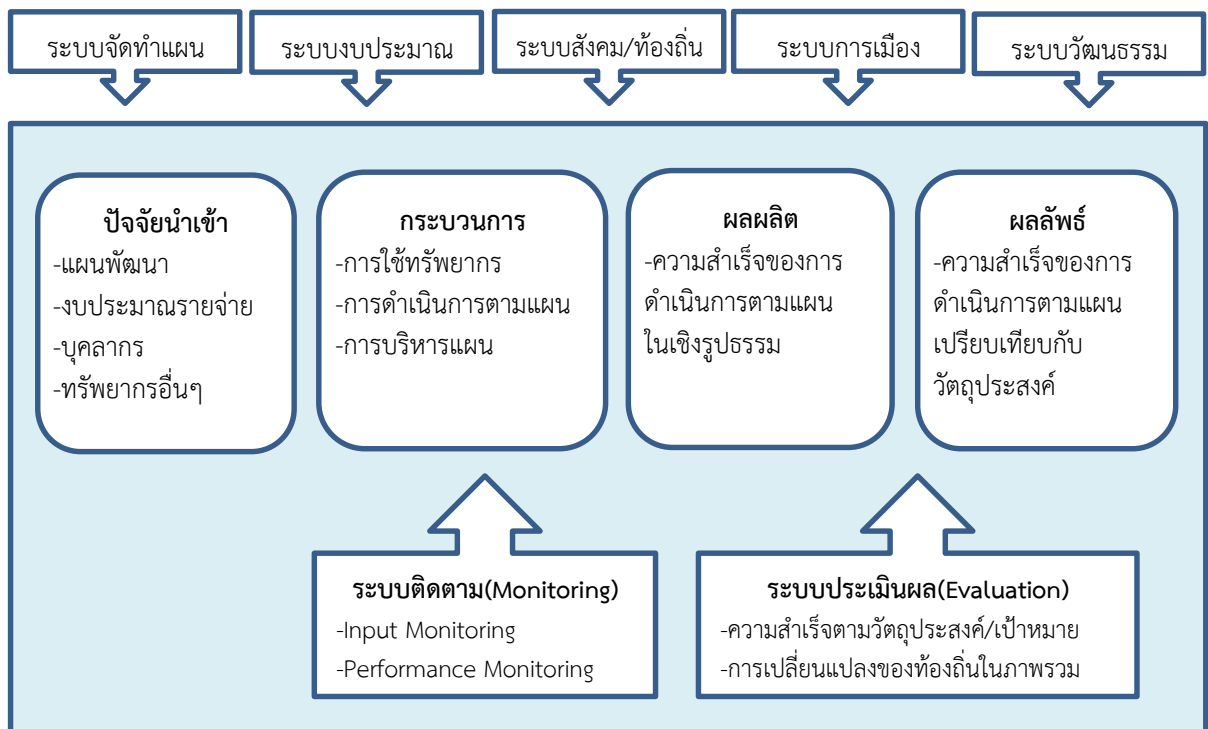 ระบบจัดทำแผน
ระบบงบประมาณ
ระบบสังคม/ท้องถิ่น
ระบบการเมือง
ระบบวัฒนธรรม
ปัจจัยนำเข้า
-แผนพัฒนา
-งบประมาณรายจ่าย
-บุคลากร
-ทรัพยากรอื่นๆ
กระบวนการ
-การใช้ทรัพยากร
-การดำเนินการตามแผน
-การบริหารแผน
ผลผลิต
-ความสำเร็จของการ
ดำเนินการตามแผน
ในเชิงรูปธรรม
ผลลัพธ์
-ความสำเร็จของการ
ดำเนินการตามแผน
เปรียบเทียบกับ
วัตถุประสงค์
ระบบติดตาม(Monitoring)
-Input Monitoring
-Performance Monitoring
ระบบประเมินผล(Evaluation)
-ความสำเร็จตามวัตถุประสงค์/เป้าหมาย
-การเปลี่ยนแปลงของท้องถิ่นในภาพรวม